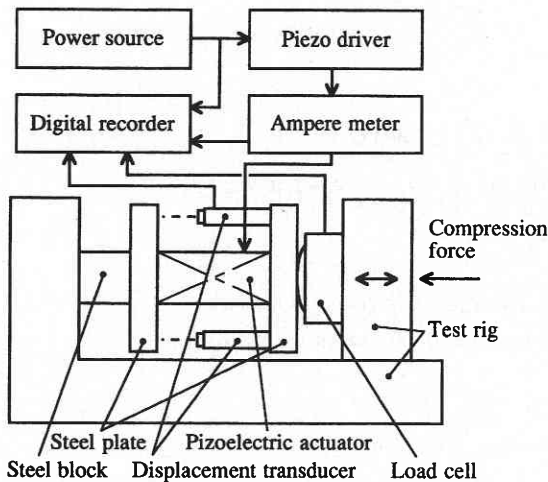 Power source
Piezo driver
Digital recorder
Ampere meter
Compression
force
Test rig
Steel plate
Pizoelectric actuator
Steel block
Displacement transducer
Load cell